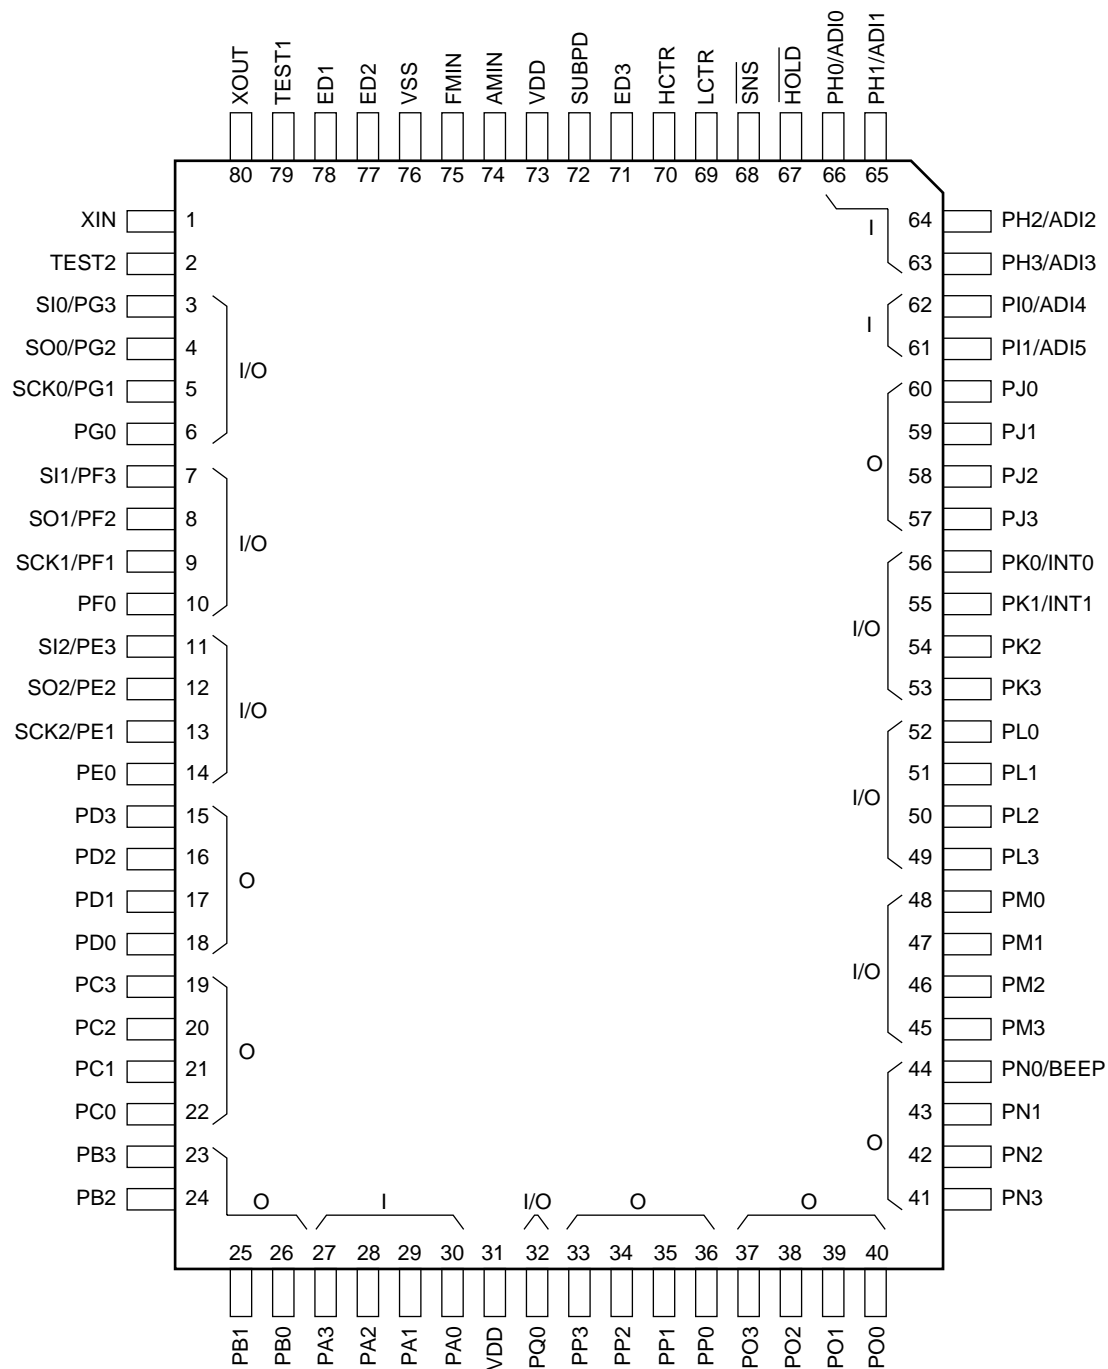 XOUT
TEST1
ED1
ED2
VSS
FMIN
AMIN
VDD
SUBPD
ED3
HCTR
LCTR
SNS
HOLD
PH0/ADI0
PH1/ADI1
80 79 78 77 76 75 74 73 72 71 70 69 68 67 66 65
XIN 1
TEST2 2
SI0/PG3 3
SO0/PG2 4
I/O
SCK0/PG1 5
PG0 6
SI1/PF3 7
SO1/PF2 8
I/O
SCK1/PF1 9
PF0 10
SI2/PE3 11
SO2/PE2 12
I/O
SCK2/PE1 13
PE0 14
PD3 15
PD2 16
O
PD1 17
PD0 18
PC3 19
PC2 20
O
PC1 21
PC0 22
PB3 23
PB2 24
I
64 PH2/ADI2
63 PH3/ADI3
I
62 PI0/ADI4
61 PI1/ADI5
60 PJ0
59 PJ1
O
58 PJ2
57 PJ3
56 PK0/INT0
55 PK1/INT1
I/O
54 PK2
53 PK3
52 PL0
51 PL1
I/O
50 PL2
49 PL3
48 PM0
47 PM1
I/O
46 PM2
45 PM3
44 PN0/BEEP
43 PN1
O
42 PN2
41 PN3
O I I/O O O
25 26 27 28 29 30 31 32 33 34 35 36 37 38 39 40
PB1
PB0
PA3
PA2
PA1
PA0
VDD
PQ0
PP3
PP2
PP1
PP0
PO3
PO2
PO1
PO0